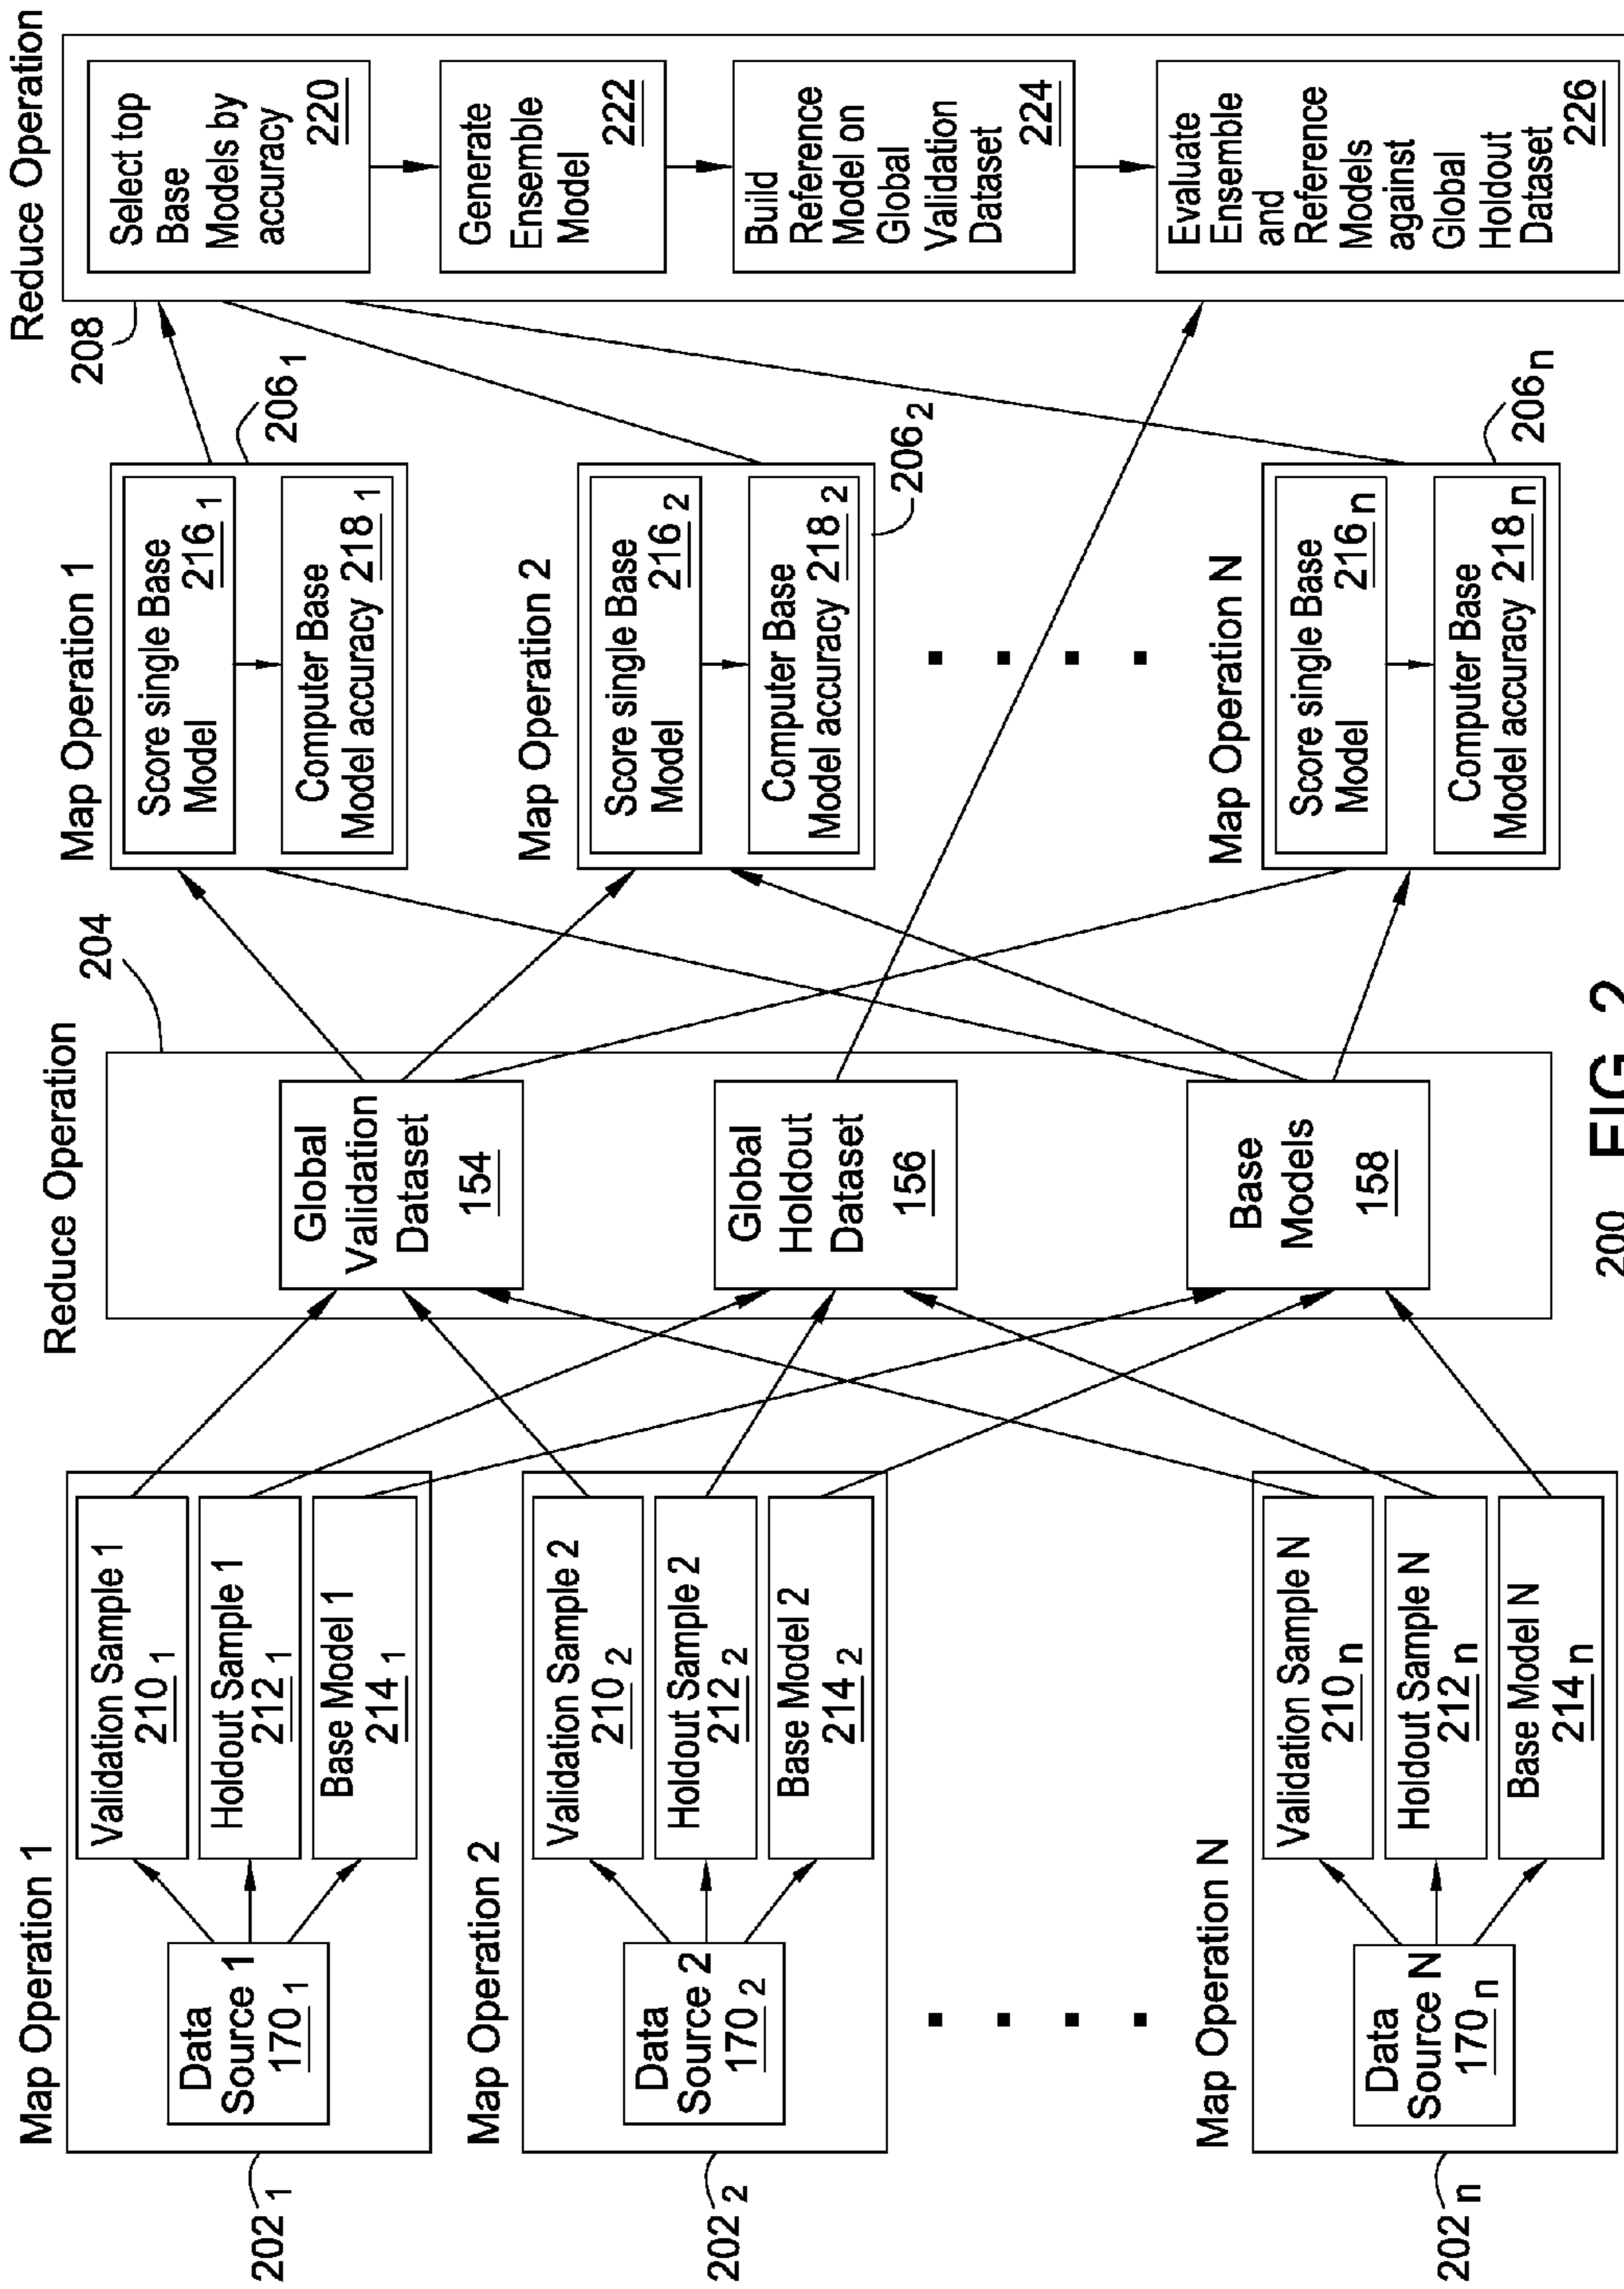 Map Operation 1
Data
Source 1
170 1
Validation Sample 1
210 1
Holdout Sample 1
212 1
Base Model 1
214 1
202 1
Map Operation 2
Data
Source 2
170 2
Validation Sample 2
210 2
Holdout Sample 2
212 2
Base Model 2
214 2
202 2
Map Operation N
Data
Source N
170 n
Validation Sample N
210 n
Holdout Sample N
212 n
Base Model N
214 n
202 n
Reduce Operation
204
Global
Validation
Dataset
154
Global
Holdout
Dataset
156
Base
Models
158
Map Operation 1
Score single Base
Model 216 1
Computer Base
Model accuracy 218 1
206 1
Map Operation 2
Score single Base
Model 216 2
Computer Base
Model accuracy 218 2
206 2
Map Operation N
Score single Base
Model 216 n
Computer Base
Model accuracy 218 n
206 n
Reduce Operation
208
Select top
Base
Models by
accuracy
220
Generate
Ensemble
Model
222
Build
Reference
Model on
Global
Validation
Dataset
224
Evaluate
Ensemble
and
Reference
Models
against
Global
Holdout
Dataset
226
200
FIG. 2